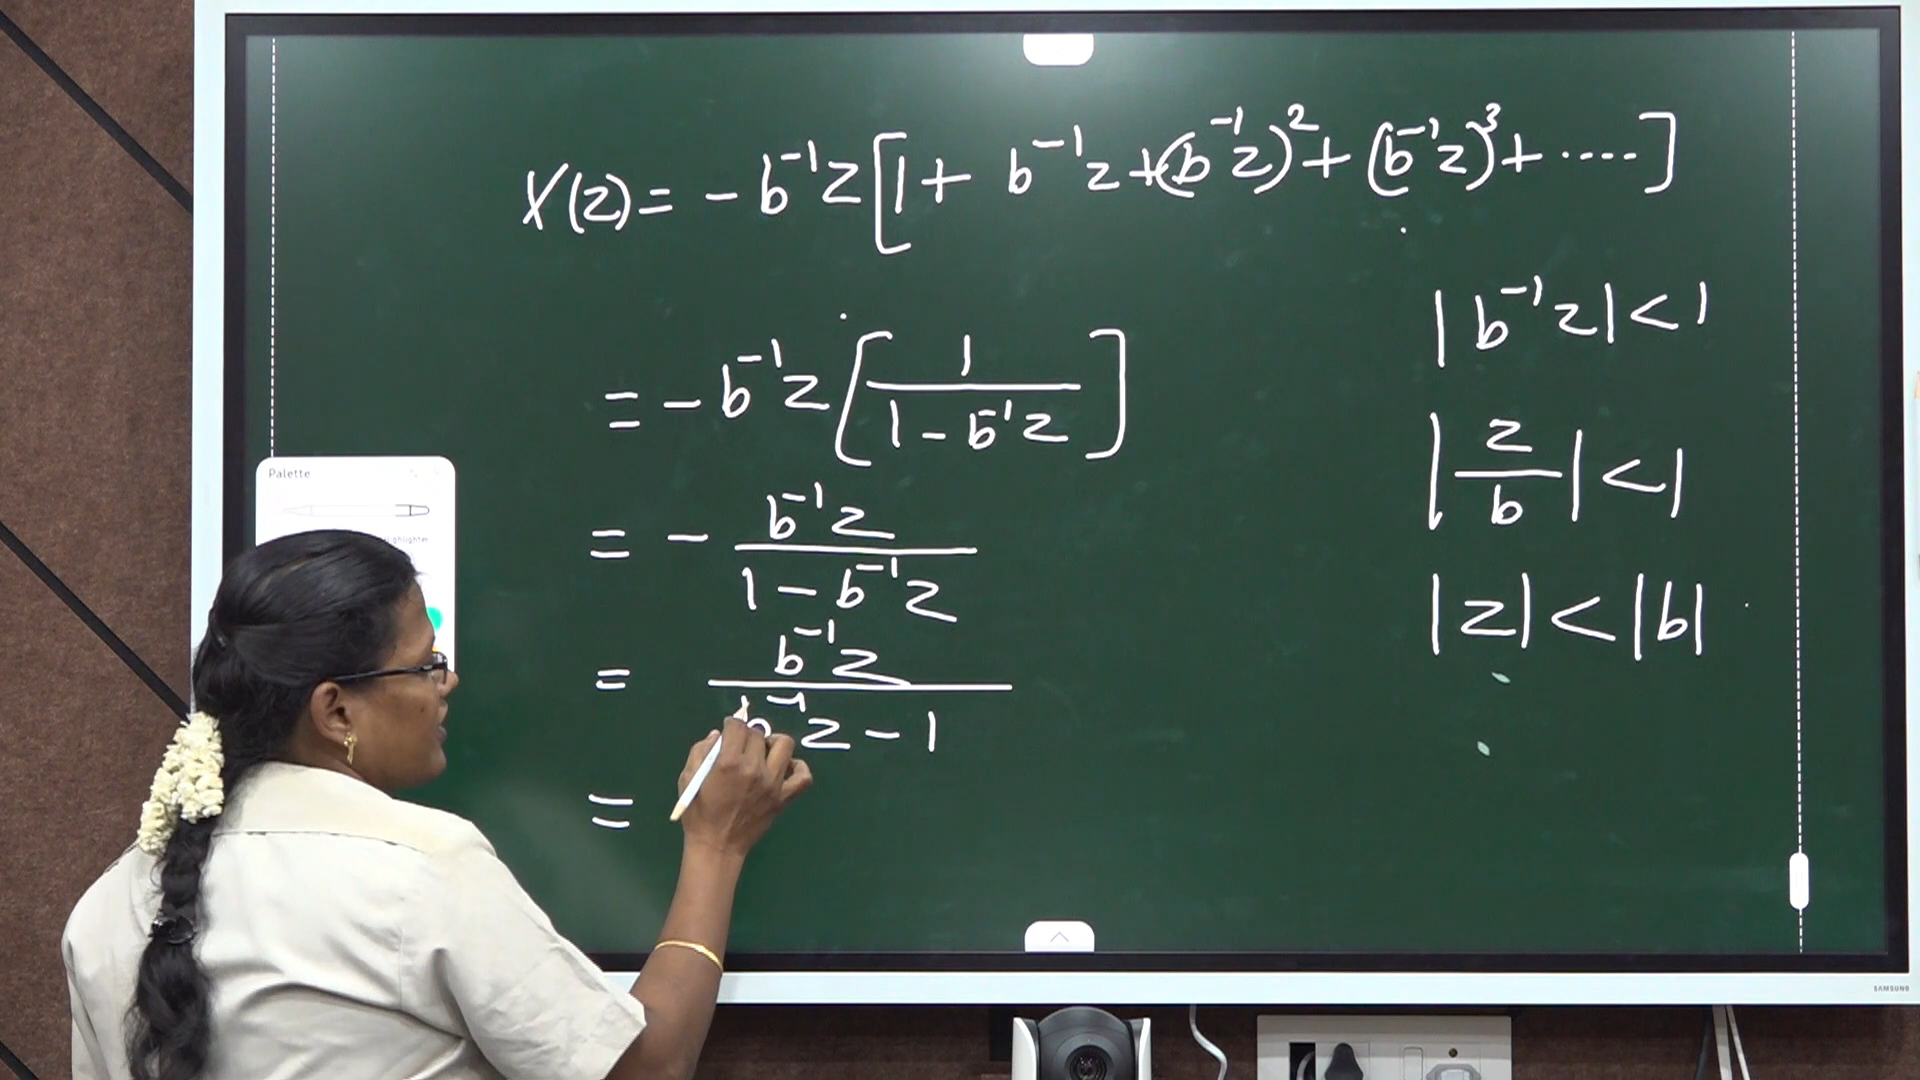 X(z) = - b⁻¹z [1 + b⁻¹z + (b⁻¹z)² + (b⁻¹z)³ + ....]
|b⁻¹z| < 1
= - b⁻¹z [1 / (1 - b⁻¹z)]
|z / b| < 1
= - b⁻¹z / (1 - b⁻¹z)
|z| < |b|
= b⁻¹z / (b⁻¹z - 1)
=
Palette
SAMSUNG